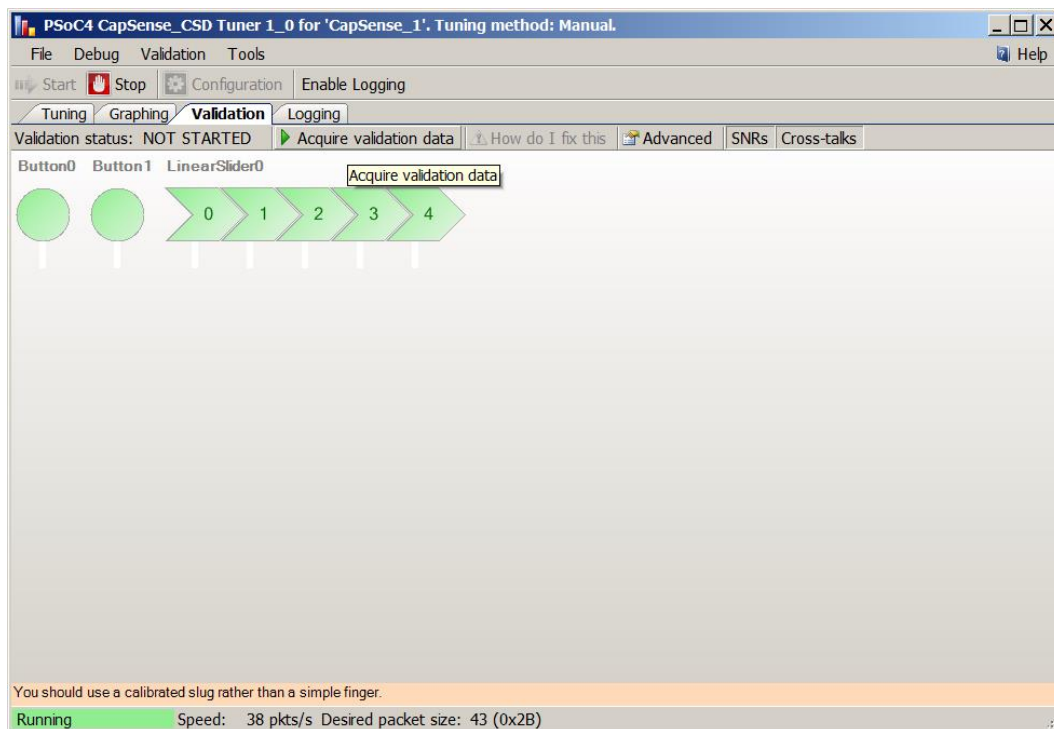 PSoC4 CapSense_CSD Tuner 1_0 for 'CapSense_1'. Tuning method: Manual.
File Debug Validation Tools Help
Start Stop Configuration Enable Logging
Tuning Graphing Validation Logging
Validation status: NOT STARTED Acquire validation data How do I fix this Advanced SNRs Cross-talks
Button0 Button1 LinearSlider0
Acquire validation data
0 1 2 3 4
You should use a calibrated slug rather than a simple finger.
Running Speed: 38 pkts/s Desired packet size: 43 (0x2B)